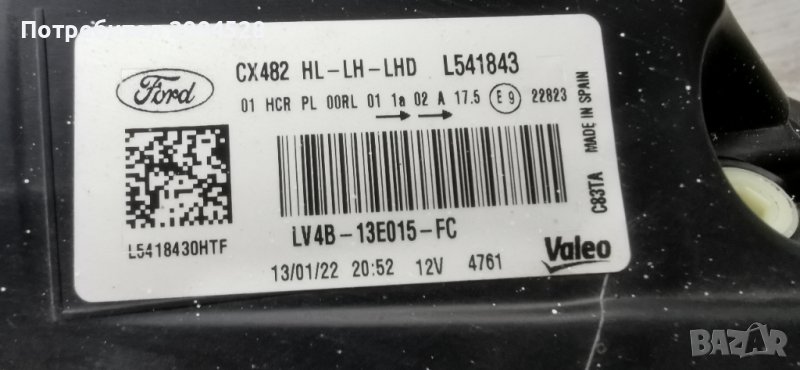 Потребител
Ford
CX482 HL-LH-LHD L541843
01 HCR PL 00RL 01 1a 02 A 17.5 E9 22823
LV4B-13E015-FC
L5418430HTF
13/01/22 20:52 12V 4761
Valeo
C83TA MADE IN SPAIN
BAZAR